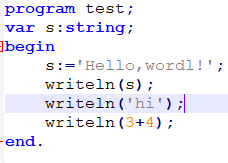 program test;
var s:string;
begin
    s:='Hello,wordl!';
    writeln(s);
    writeln('hi');
    writeln(3+4);
end.